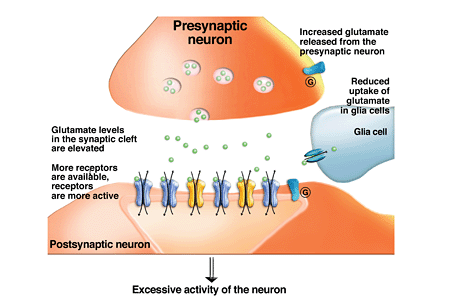 Presynaptic
neuron
Increased glutamate
released from the
presynaptic neuron
G
Reduced
uptake of
glutamate
in glia cells
Glia cell
Glutamate levels
in the synaptic cleft
are elevated
More receptors
are available,
receptors
are more active
G
Postsynaptic neuron
Excessive activity of the neuron